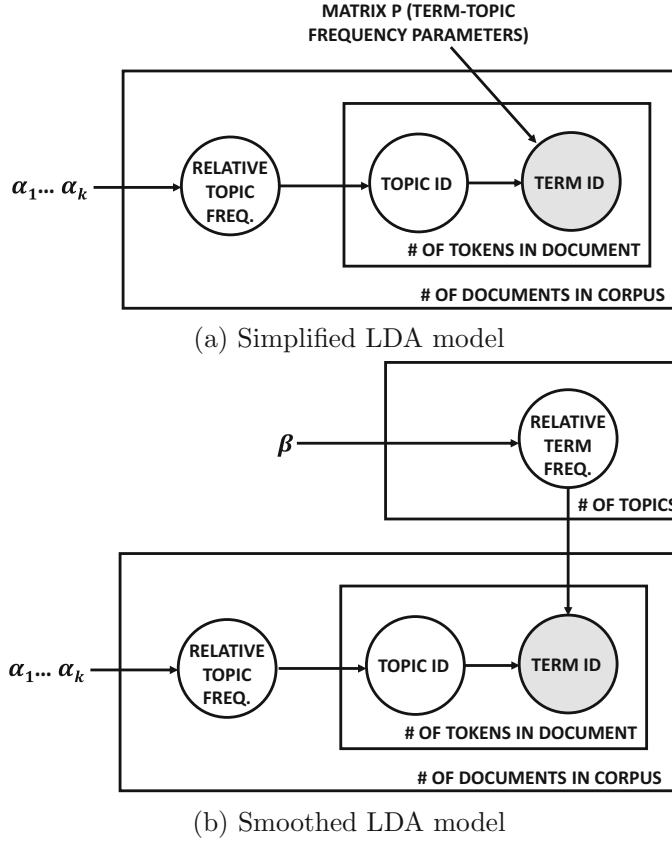 MATRIX P (TERM-TOPIC
FREQUENCY PARAMETERS)
α₁... αₖ
RELATIVE
TOPIC
FREQ.
TOPIC ID
TERM ID
# OF TOKENS IN DOCUMENT
# OF DOCUMENTS IN CORPUS
(a) Simplified LDA model
β
RELATIVE
TERM
FREQ.
# OF TOPICS
α₁... αₖ
RELATIVE
TOPIC
FREQ.
TOPIC ID
TERM ID
# OF TOKENS IN DOCUMENT
# OF DOCUMENTS IN CORPUS
(b) Smoothed LDA model